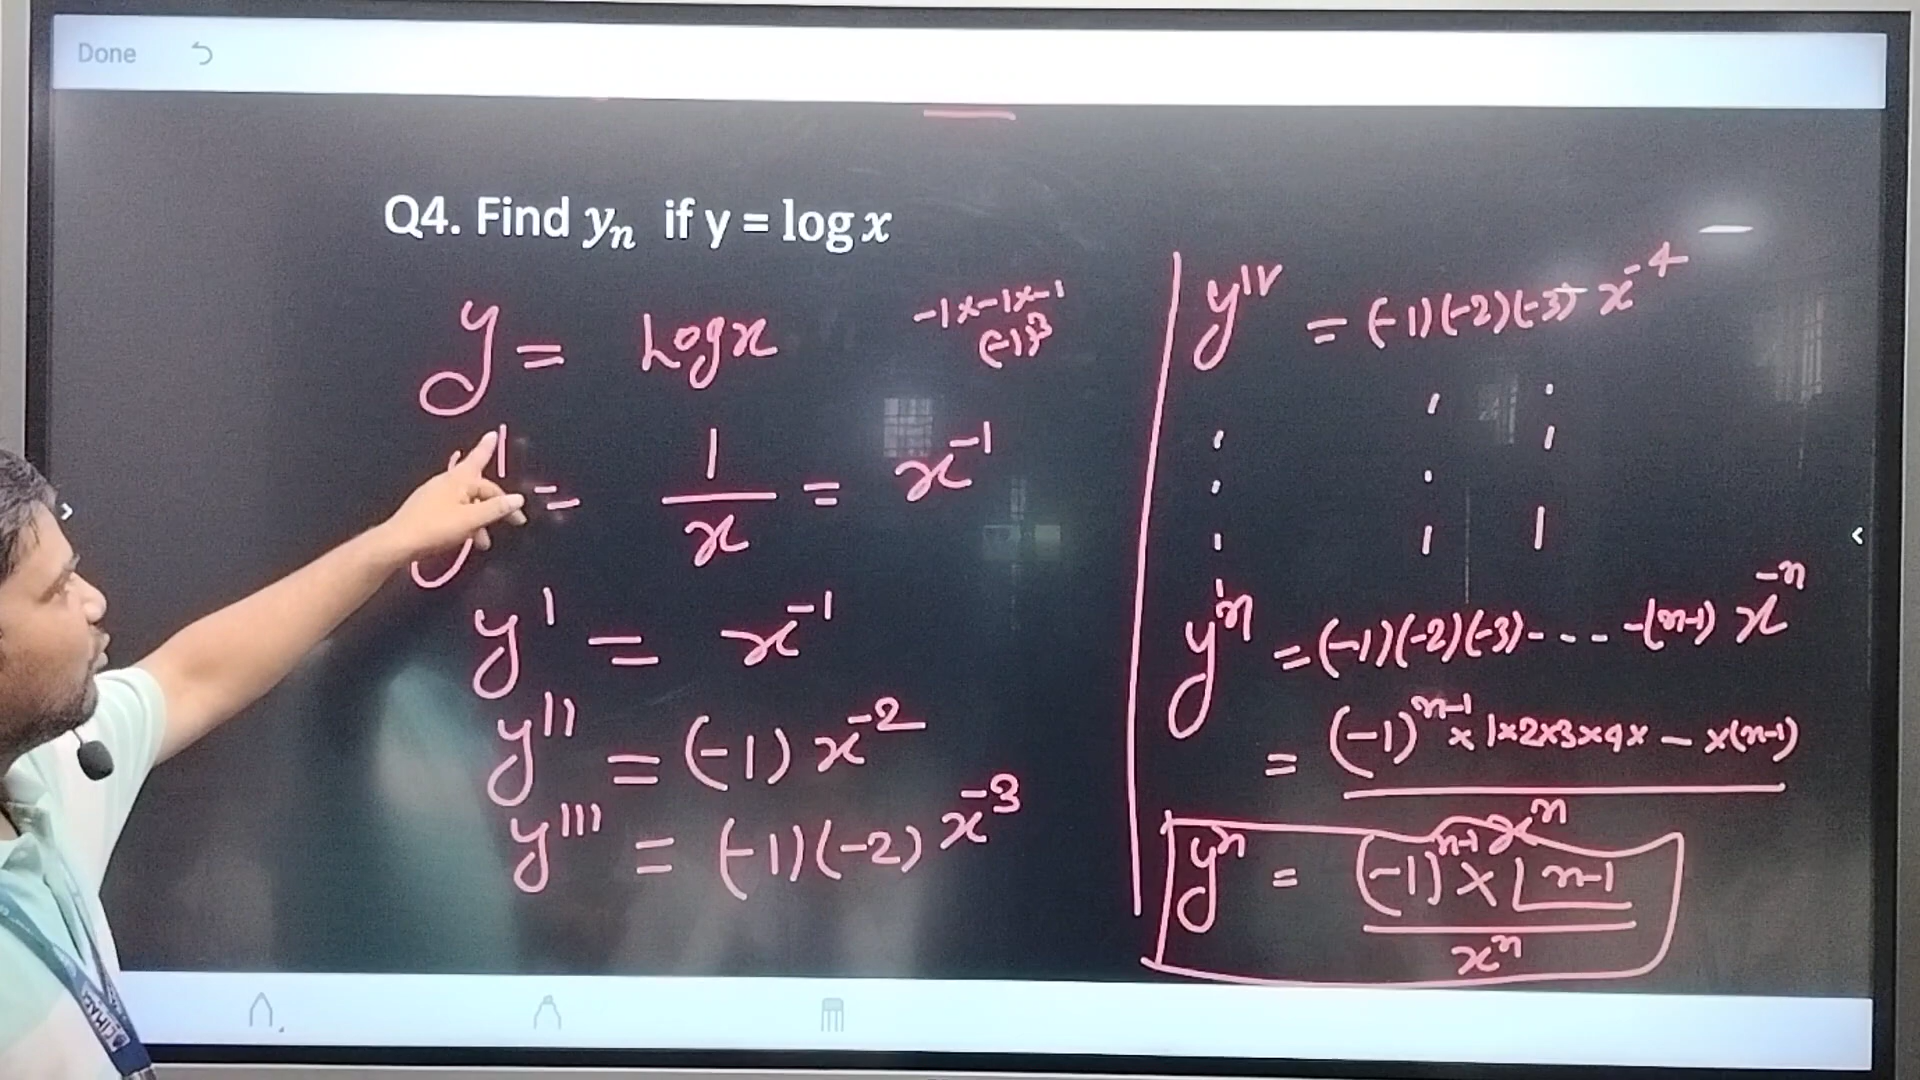 Done
Q4. Find yₙ if y = log x
y = Logx
-1×-1×-1
(-1)³
y' = 1/x = x⁻¹
y' = x⁻¹
y'' = (-1) x⁻²
y''' = (-1)(-2) x⁻³
yᴵⱽ = (-1)(-2)(-3) x⁻⁴
yⁿ = (-1)(-2)(-3)---- -(n-1) x⁻ⁿ
= (-1)ⁿ⁻¹ × 1×2×3×4× – ×(n-1) / xⁿ
yⁿ = (-1)ⁿ⁻¹ × |n-1 / xⁿ